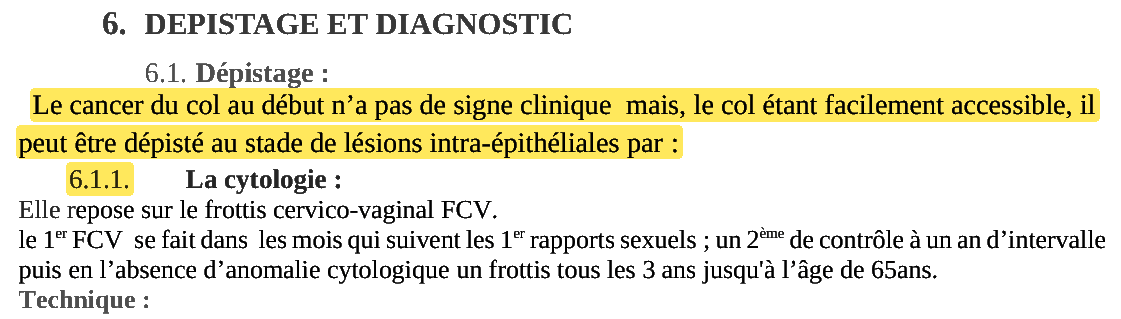 6. DEPISTAGE ET DIAGNOSTIC
6.1. Dépistage :
Le cancer du col au début n’a pas de signe clinique mais, le col étant facilement accessible, il
peut être dépisté au stade de lésions intra-épithéliales par :
6.1.1. La cytologie :
Elle repose sur le frottis cervico-vaginal FCV.
le 1er FCV se fait dans les mois qui suivent les 1er rapports sexuels ; un 2ème de contrôle à un an d’intervalle
puis en l’absence d’anomalie cytologique un frottis tous les 3 ans jusqu'à l’âge de 65ans.
Technique :